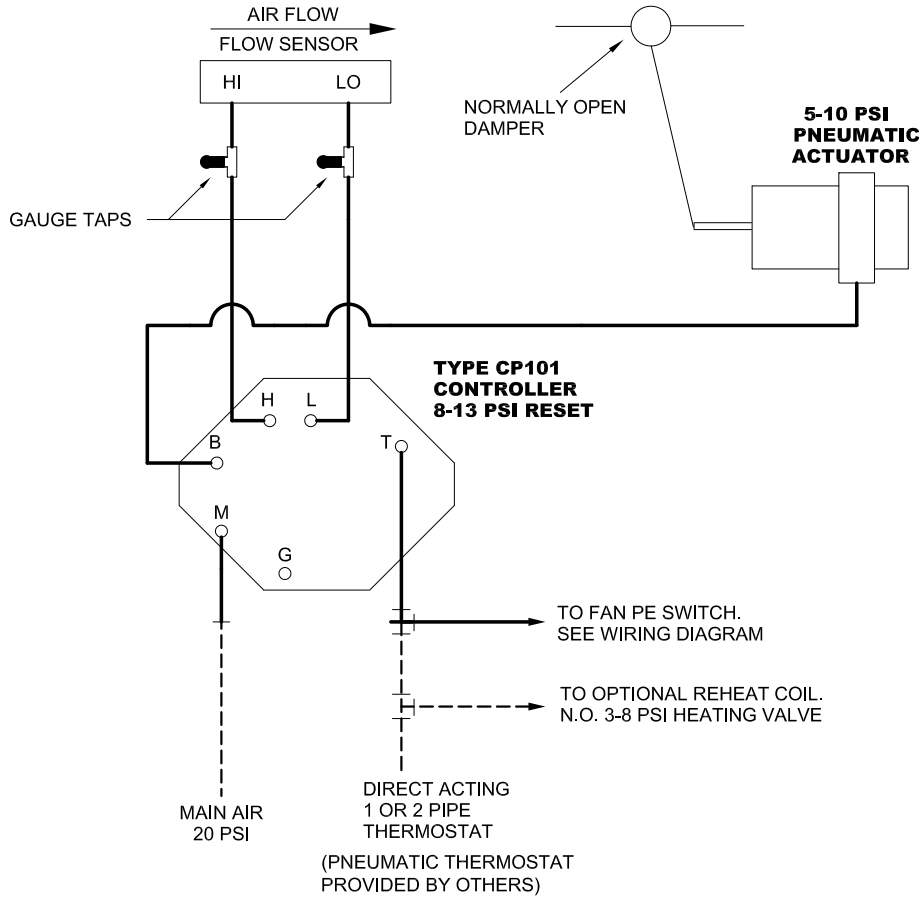 AIR FLOW
FLOW SENSOR
HI
LO
NORMALLY OPEN
DAMPER
5-10 PSI
PNEUMATIC
ACTUATOR
GAUGE TAPS
TYPE CP101
CONTROLLER
8-13 PSI RESET
H
L
T
B
M
G
TO FAN PE SWITCH.
SEE WIRING DIAGRAM
TO OPTIONAL REHEAT COIL.
N.O. 3-8 PSI HEATING VALVE
MAIN AIR
20 PSI
DIRECT ACTING
1 OR 2 PIPE
THERMOSTAT
(PNEUMATIC THERMOSTAT
PROVIDED BY OTHERS)